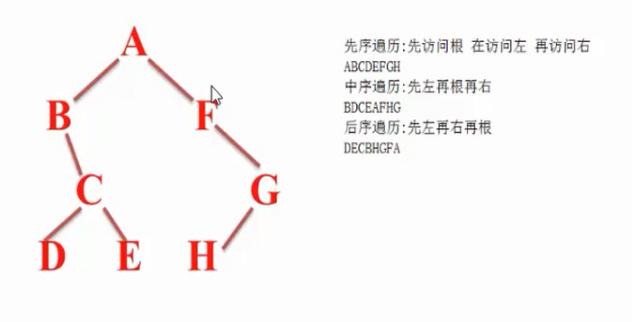 A
B
F
C
G
D
E
H
先序遍历:先访问根 在访问左 再访问右
ABCDEFGH
中序遍历:先左再根再右
BDCEAFHG
后序遍历:先左再右再根
DECBHGFA